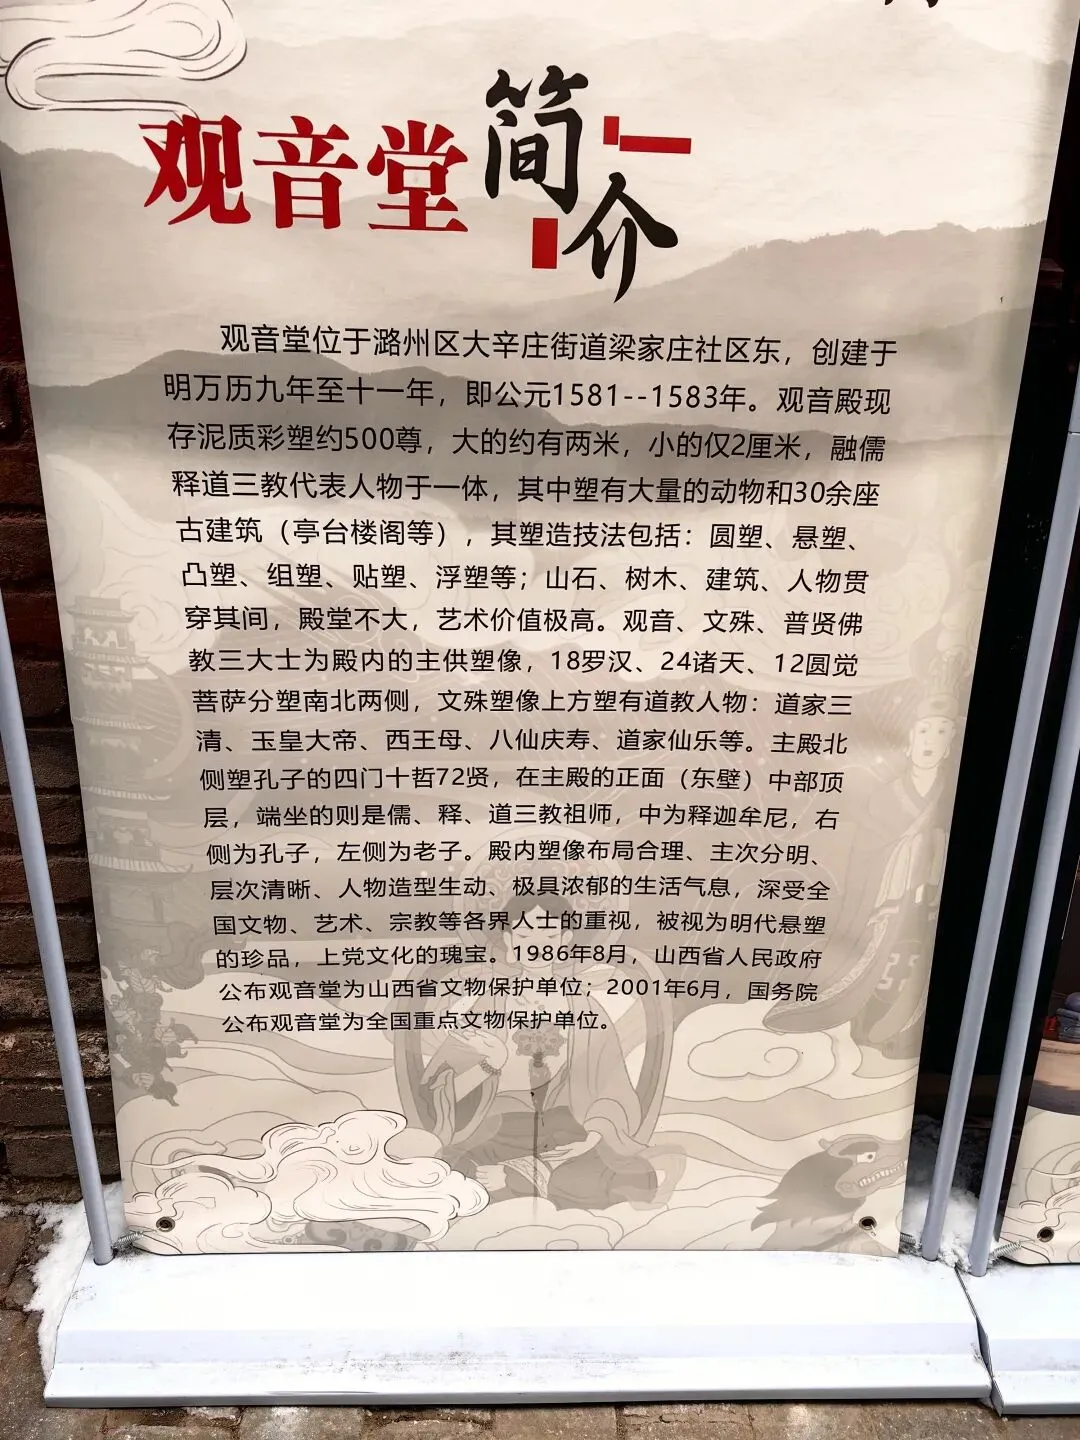 观音堂简介
观音堂位于潞州区大辛庄街道梁家庄社区东，创建于
明万历九年至十一年，即公元1581--1583年。观音殿现
存泥质彩塑约500尊，大的约有两米，小的仅2厘米，融儒
释道三教代表人物于一体，其中塑有大量的动物和30余座
古建筑（亭台楼阁等），其塑造技法包括：圆塑、悬塑、
凸塑、组塑、贴塑、浮塑等；山石、树木、建筑、人物贯
穿其间，殿堂不大，艺术价值极高。观音、文殊、普贤佛
教三大士为殿内的主供塑像，18罗汉、24诸天、12圆觉
菩萨分塑南北两侧，文殊塑像上方塑有道教人物：道家三
清、玉皇大帝、西王母、八仙庆寿、道家仙乐等。主殿北
侧塑孔子的四门十哲72贤，在主殿的正面（东壁）中部顶
层，端坐的则是儒、释、道三教祖师，中为释迦牟尼，右
侧为孔子，左侧为老子。殿内塑像布局合理、主次分明、
层次清晰、人物造型生动、极具浓郁的生活气息，深受全
国文物、艺术、宗教等各界人士的重视，被视为明代悬塑
的珍品，上党文化的瑰宝。1986年8月，山西省人民政府
公布观音堂为山西省文物保护单位；2001年6月，国务院
公布观音堂为全国重点文物保护单位。